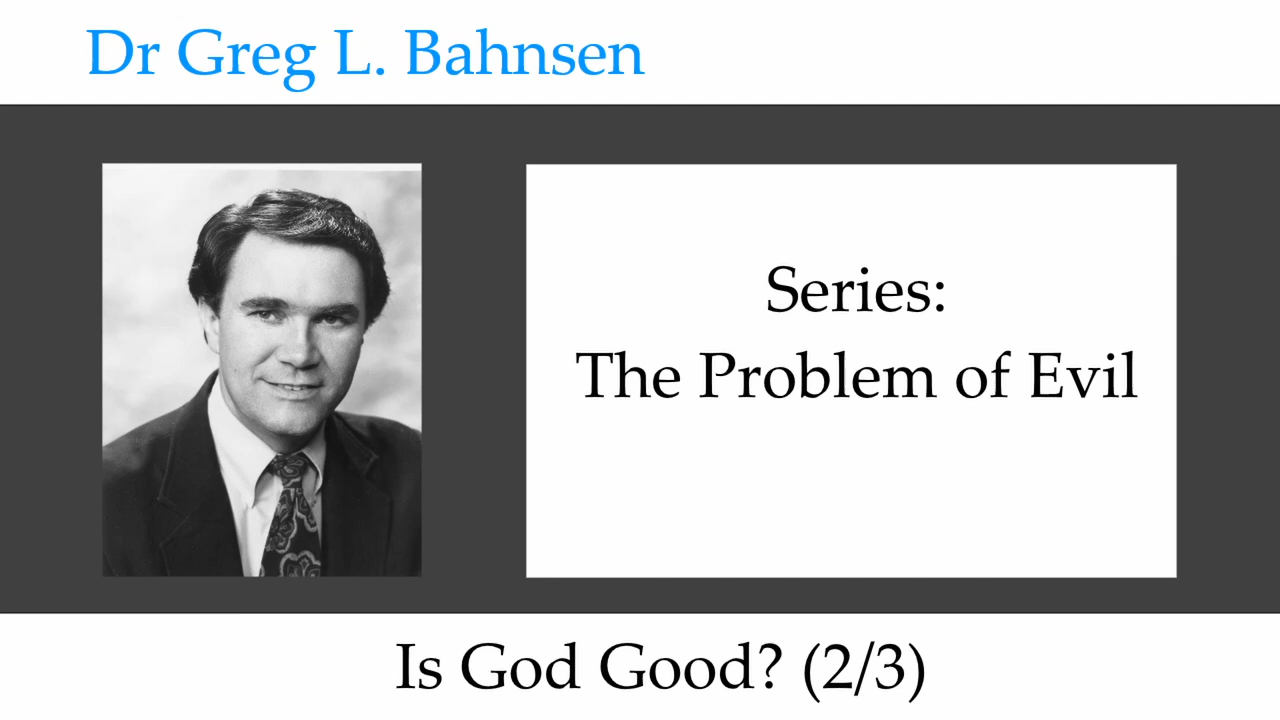 Dr Greg L. Bahnsen
Series:
The Problem of Evil
Is God Good? (2/3)